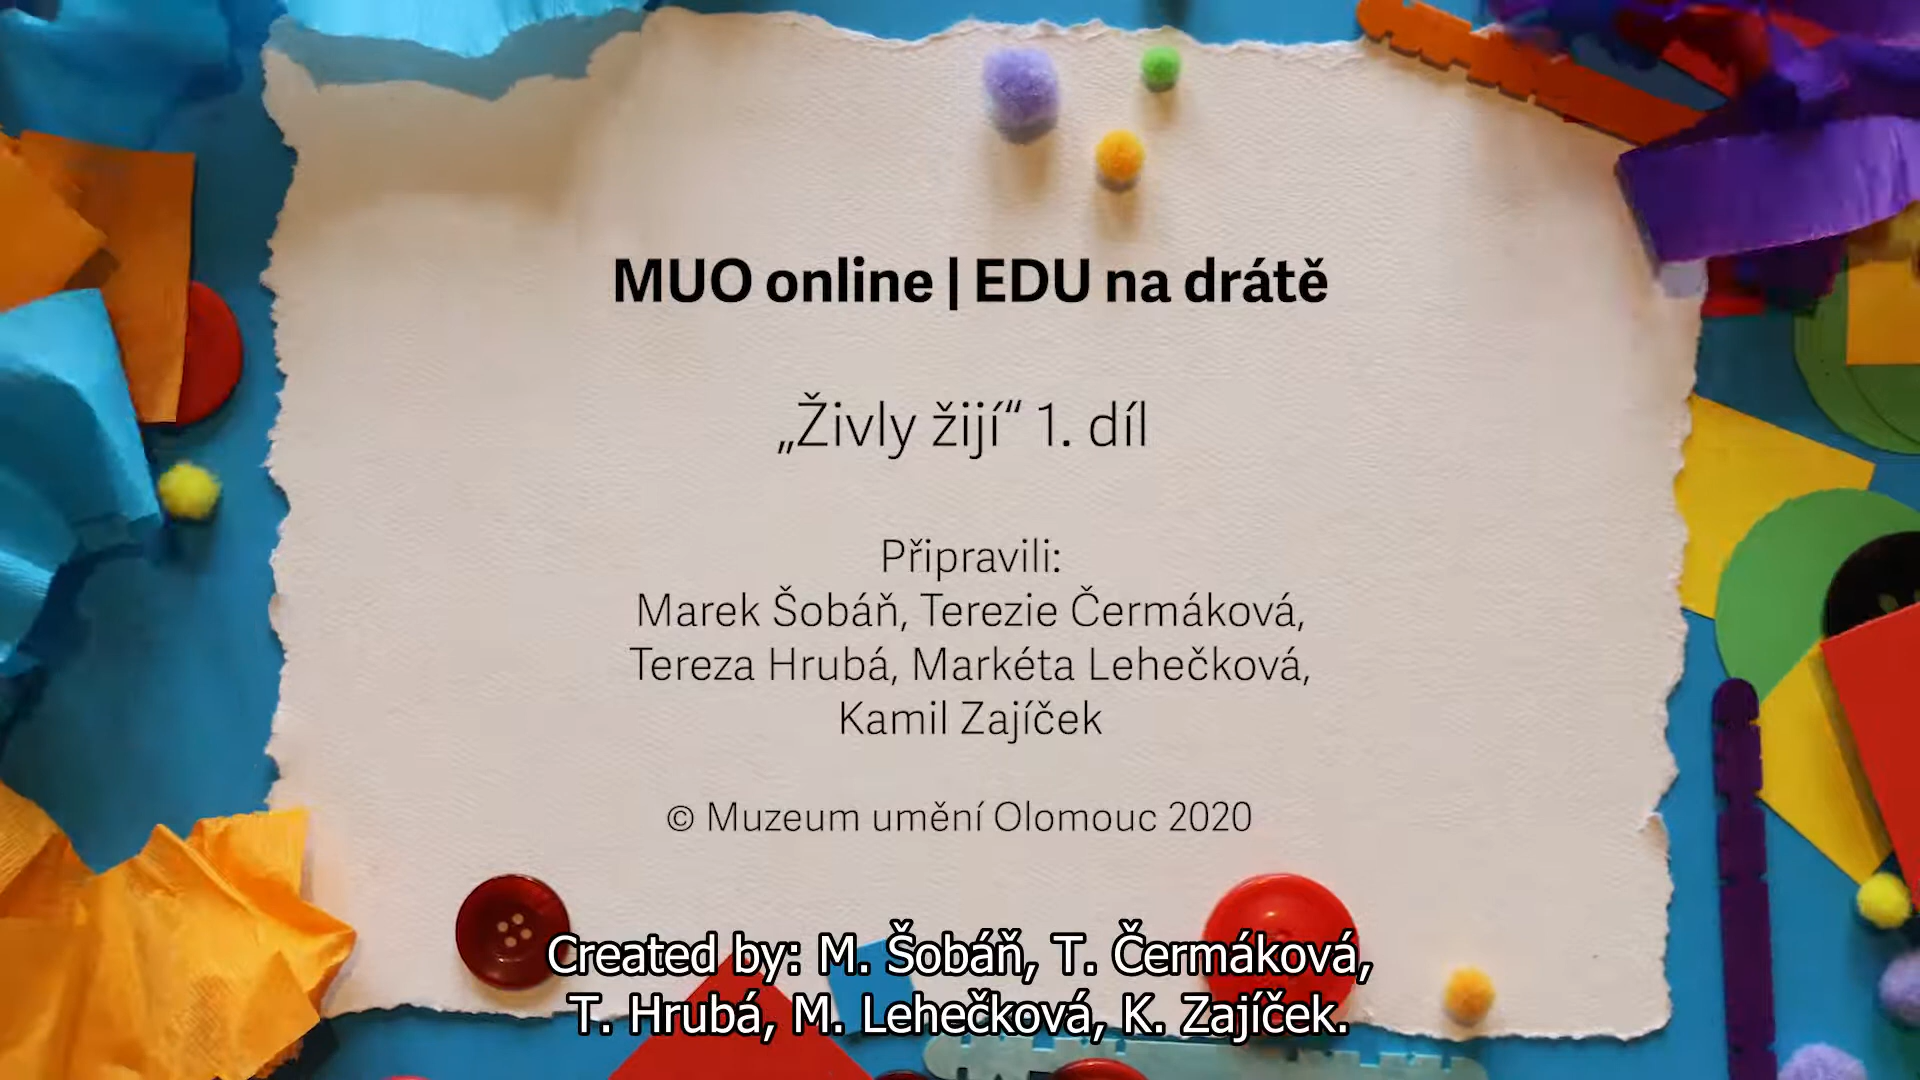 MUO online | EDU na drátě
„Živly žijí“ 1. díl
Připravili:
Marek Šobáň, Terezie Čermáková,
Tereza Hrubá, Markéta Lehečková,
Kamil Zajíček
© Muzeum umění Olomouc 2020
Created by: M. Šobáň, T. Čermáková,
T. Hrubá, M. Lehečková, K. Zajíček.